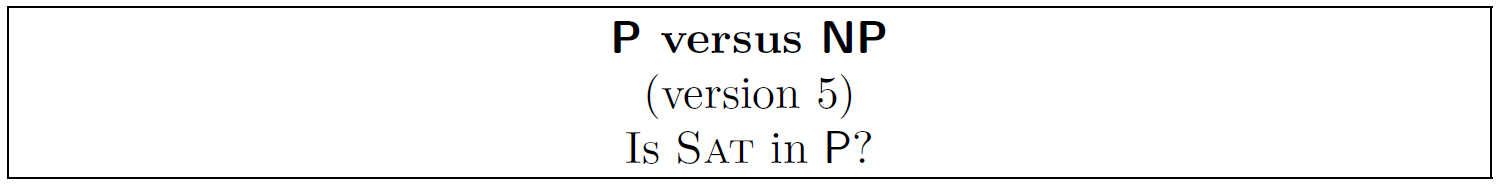 P versus NP
(version 5)
Is SAT in P?